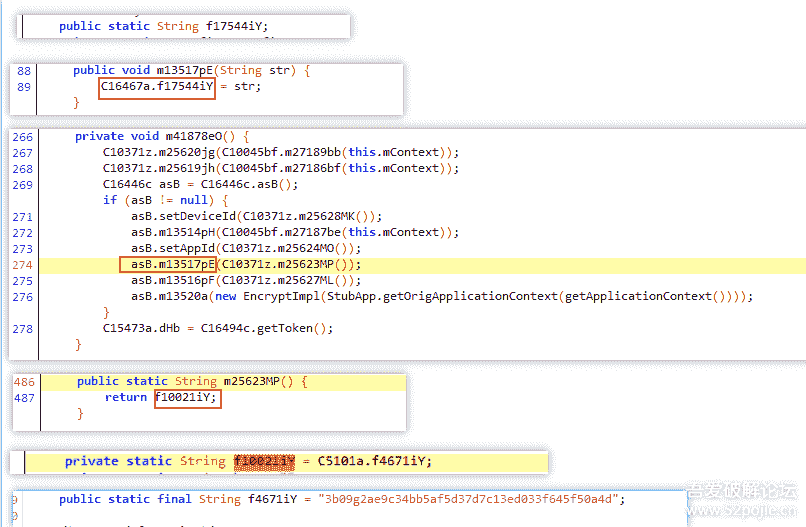 public static String f17544iY;
88 public void m13517pE(String str) {
89 C16467a.f17544iY = str;
}
266 private void m41878eO() {
267 C10371z.m25620jg(C10045bf.m27189bb(this.mContext));
268 C10371z.m25619jh(C10045bf.m27186bf(this.mContext));
269 C16446c asB = C16446c.asB();
if (asB != null) {
271 asB.setDeviceId(C10371z.m25628MK());
272 asB.m13514pH(C10045bf.m27187be(this.mContext));
273 asB.setAppId(C10371z.m25624MO());
274 asB.m13517pE(C10371z.m25623MP());
275 asB.m13516pF(C10371z.m25627ML());
276 asB.m13520a(new EncryptImpl(StubApp.getOrigApplicationContext(getApplicationContext())));
}
278 C15473a.dHb = C16494c.getToken();
}
486 public static String m25623MP() {
487 return f10021iY;
}
private static String f10021iY = C5101a.f4671iY;
public static final String f4671iY = "3b09g2ae9c34bb5af5d37d7c13ed033f645f50a4d";
吾爱破解论坛
www.52pojie.cn